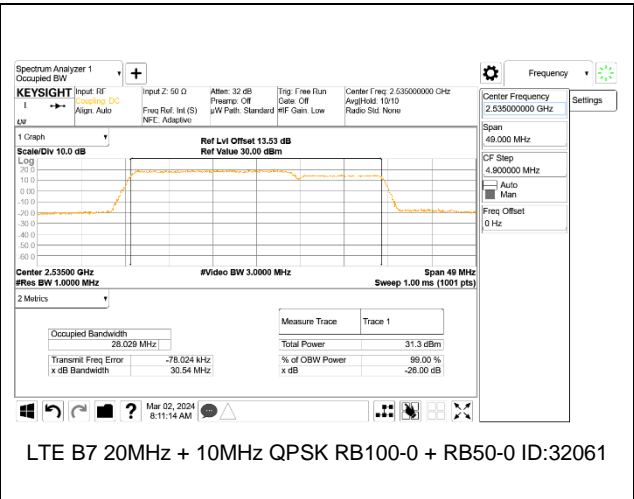 Spectrum Analyzer 1
Occupied BW
+
Frequency
KEYSIGHT
Input: RF
Coupling: DC
Align: Auto
Input Z: 50 Ω
Freq Ref: Int (S)
NFE: Adaptive
Atten: 32 dB
Preamp: Off
µW Path: Standard
Trig: Free Run
Gate: Off
#IF Gain: Low
Center Freq: 2.535000000 GHz
Avg|Hold: 10/10
Radio Std: None
Center Frequency
2.535000000 GHz
Settings
Span
49.000 MHz
CF Step
4.900000 MHz
Auto
Man
Freq Offset
0 Hz
1 Graph
Scale/Div 10.0 dB
Ref Lvl Offset 13.53 dB
Ref Value 30.00 dBm
Log
20.0
10.0
0.00
-10.0
-20.0
-30.0
-40.0
-50.0
-60.0
Center 2.53500 GHz
#Video BW 3.0000 MHz
Span 49 MHz
#Res BW 1.0000 MHz
Sweep 1.00 ms (1001 pts)
2 Metrics
Measure Trace
Trace 1
Occupied Bandwidth
28.029 MHz
Total Power
31.3 dBm
Transmit Freq Error
-78.024 kHz
% of OBW Power
99.00 %
x dB Bandwidth
30.54 MHz
x dB
-26.00 dB
?
Mar 02, 2024
8:11:14 AM
LTE B7 20MHz + 10MHz QPSK RB100-0 + RB50-0 ID:32061